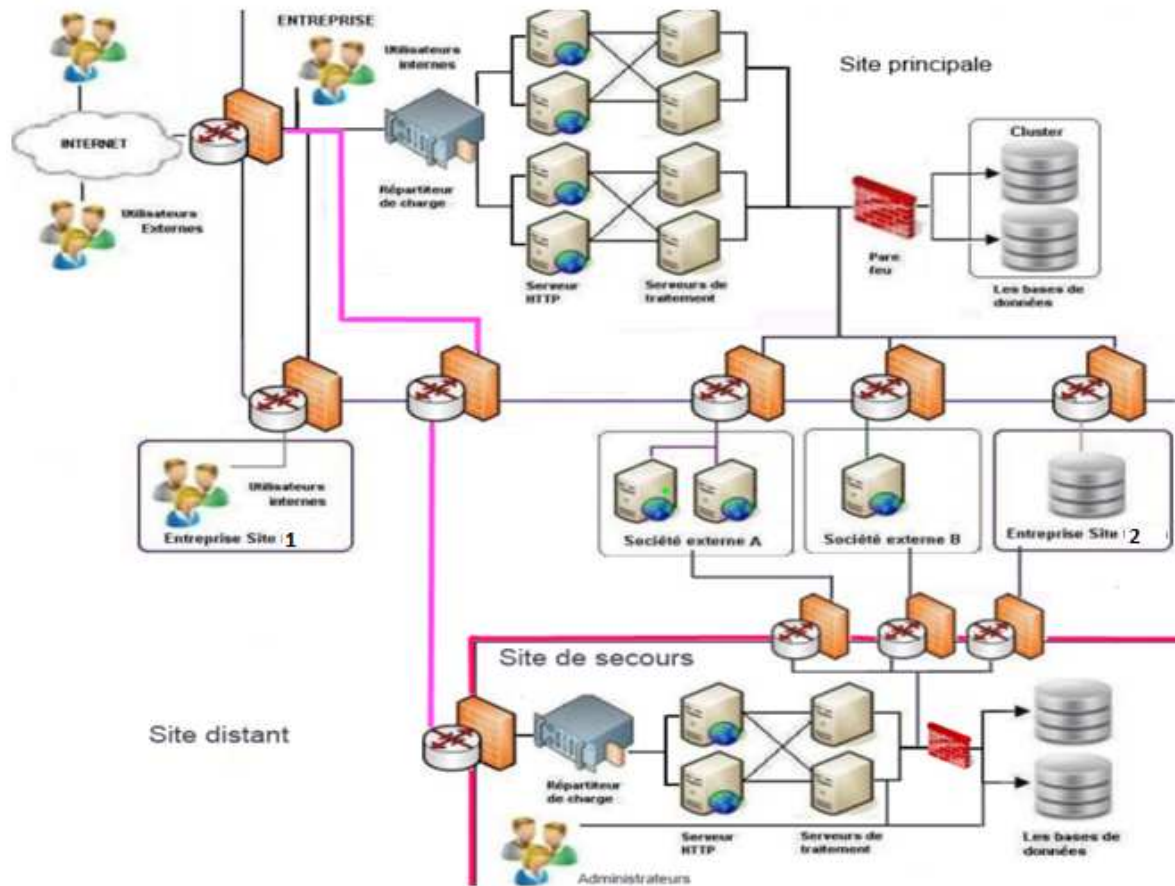 ENTREPRISE
Utilisateurs
internes
Site principale
INTERNET
Cluster
Répartiteur
de charge
Utilisateurs
Externes
Pare
feu
Serveur
HTTP
Serveurs de
traitement
Les bases de
données
Utilisateurs
internes
Entreprise Site 1
Société externe A
Société externe B
Entreprise Site 2
Site de secours
Site distant
Répartiteur
de charge
Serveur
HTTP
Serveurs de
traitement
Les bases de
données
Administrateurs